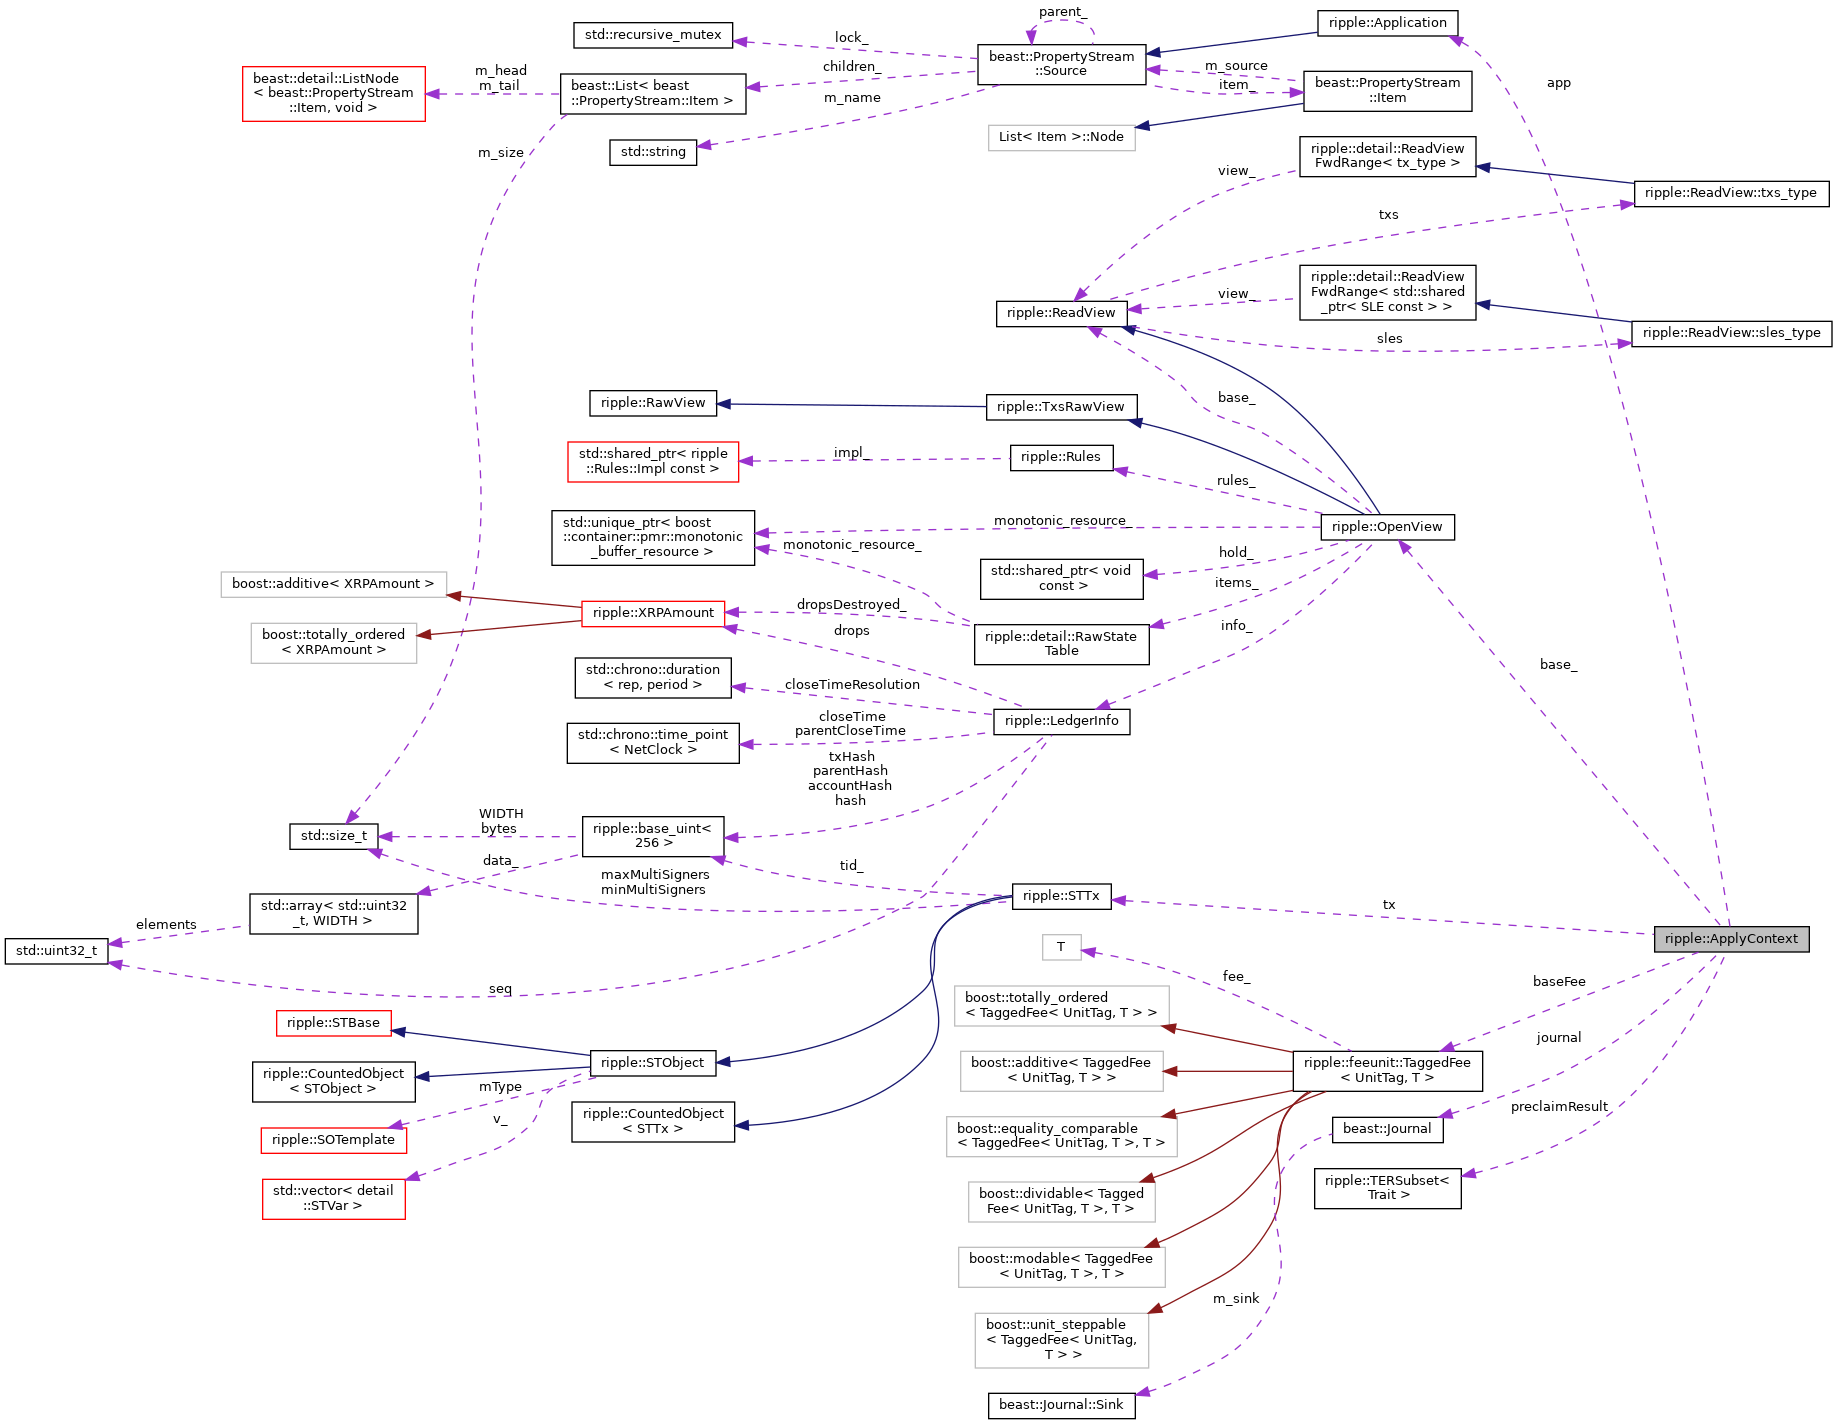 parent_
ripple::Application
std::recursive_mutex
lock_
beast::PropertyStream
::Source
m_source
item_
beast::PropertyStream
::Item
app
beast::detail::ListNode
< beast::PropertyStream
::Item, void >
m_head
m_tail
beast::List< beast
::PropertyStream::Item >
children_
m_name
List< Item >::Node
std::string
m_size
ripple::detail::ReadView
FwdRange< tx_type >
view_
ripple::ReadView::txs_type
txs
ripple::detail::ReadView
FwdRange< std::shared
_ptr< SLE const > >
view_
ripple::ReadView
ripple::ReadView::sles_type
sles
ripple::RawView
ripple::TxsRawView
base_
std::shared_ptr< ripple
::Rules::Impl const >
impl_
ripple::Rules
rules_
std::unique_ptr< boost
::container::pmr::monotonic
_buffer_resource >
monotonic_resource_
ripple::OpenView
monotonic_resource_
std::shared_ptr< void
const >
hold_
items_
boost::additive< XRPAmount >
ripple::XRPAmount
dropsDestroyed_
drops
ripple::detail::RawState
Table
info_
boost::totally_ordered
< XRPAmount >
std::chrono::duration
< rep, period >
closeTimeResolution
base_
std::chrono::time_point
< NetClock >
closeTime
parentCloseTime
ripple::LedgerInfo
txHash
parentHash
accountHash
hash
std::size_t
WIDTH
bytes
ripple::base_uint<
256 >
data_
tid_
maxMultiSigners
minMultiSigners
ripple::STTx
tx
std::array< std::uint32
_t, WIDTH >
elements
std::uint32_t
seq
ripple::ApplyContext
T
fee_
baseFee
boost::totally_ordered
< TaggedFee< UnitTag, T > >
ripple::STBase
journal
ripple::STObject
boost::additive< TaggedFee
< UnitTag, T > >
ripple::feeunit::TaggedFee
< UnitTag, T >
ripple::CountedObject
< STObject >
mType
v_
ripple::CountedObject
< STTx >
preclaimResult
boost::equality_comparable
< TaggedFee< UnitTag, T >, T >
beast::Journal
ripple::SOTemplate
std::vector< detail
::STVar >
boost::dividable< Tagged
Fee< UnitTag, T >, T >
ripple::TERSubset<
Trait >
boost::modable< TaggedFee
< UnitTag, T >, T >
m_sink
boost::unit_steppable
< TaggedFee< UnitTag,
T > >
beast::Journal::Sink